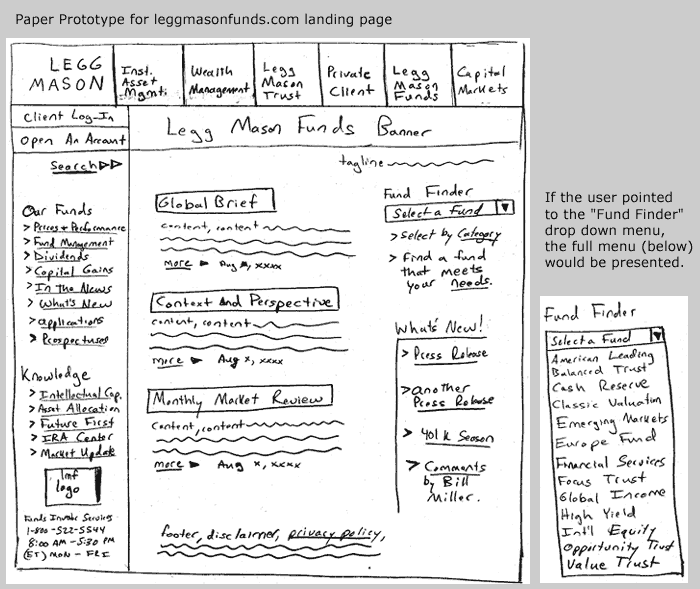 Paper Prototype for leggmasonfunds.com landing page
LEGG
MASON
Inst.
Asset
Mgmt.
Wealth
Management
Legg
Mason
Trust
Private
Client
Legg
Mason
Funds
Capital
Markets
Client Log-In
Open An Account
Legg Mason Funds Banner
Search
tagline
Our Funds
> Prices + Performance
> Fund Management
> Dividends
> Capital Gains
> In The News
> What's New
> applications
> Prospectuses
Knowledge
> Intellectual Cap.
> Asset Allocation
> Future First
> IRA Center
> Market Update
lmf
logo
Funds Investor Services
1-800-522-5544
8:00 AM - 5:30 PM
(ET) MON - FRI
Global Brief
content, content
more ► Aug x, xxxx
Context and Perspective
content, content
more ► Aug x, xxxx
Monthly Market Review
content, content
more ► Aug x, xxxx
footer, disclaimer, privacy policy,
Fund Finder
Select a Fund ▼
> Select by Category
> Find a fund
that meets
your needs.
What's New!
> Press Release
> another
Press Release
> 401k Season
> Comments
by Bill
Miller.
If the user pointed
to the "Fund Finder"
drop down menu,
the full menu (below)
would be presented.
Fund Finder
Select a Fund ▼
American Leading
Balanced Trust
Cash Reserve
Classic Valuation
Emerging Markets
Europe Fund
Financial Services
Focus Trust
Global Income
High Yield
Int'l Equity
Opportunity Trust
Value Trust